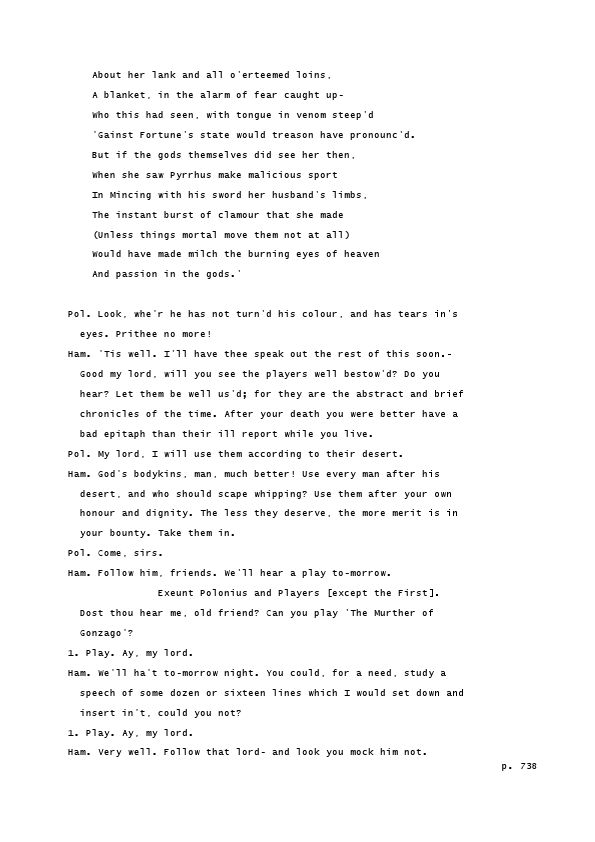 About her lank and all o'erteemed loins,
A blanket, in the alarm of fear caught up-
Who this had seen, with tongue in venom steep'd
'Gainst Fortune's state would treason have pronounc'd.
But if the gods themselves did see her then,
When she saw Pyrrhus make malicious sport
In Mincing with his sword her husband's limbs,
The instant burst of clamour that she made
(Unless things mortal move them not at all)
Would have made milch the burning eyes of heaven
And passion in the gods.'
Pol. Look, whe'r he has not turn'd his colour, and has tears in's
eyes. Prithee no more!
Ham. 'Tis well. I'll have thee speak out the rest of this soon.-
Good my lord, will you see the players well bestow'd? Do you
hear? Let them be well us'd; for they are the abstract and brief
chronicles of the time. After your death you were better have a
bad epitaph than their ill report while you live.
Pol. My lord, I will use them according to their desert.
Ham. God's bodykins, man, much better! Use every man after his
desert, and who should scape whipping? Use them after your own
honour and dignity. The less they deserve, the more merit is in
your bounty. Take them in.
Pol. Come, sirs.
Ham. Follow him, friends. We'll hear a play to-morrow.
Exeunt Polonius and Players [except the First].
Dost thou hear me, old friend? Can you play 'The Murther of
Gonzago'?
1. Play. Ay, my lord.
Ham. We'll ha't to-morrow night. You could, for a need, study a
speech of some dozen or sixteen lines which I would set down and
insert in't, could you not?
1. Play. Ay, my lord.
Ham. Very well. Follow that lord- and look you mock him not.
p. 738